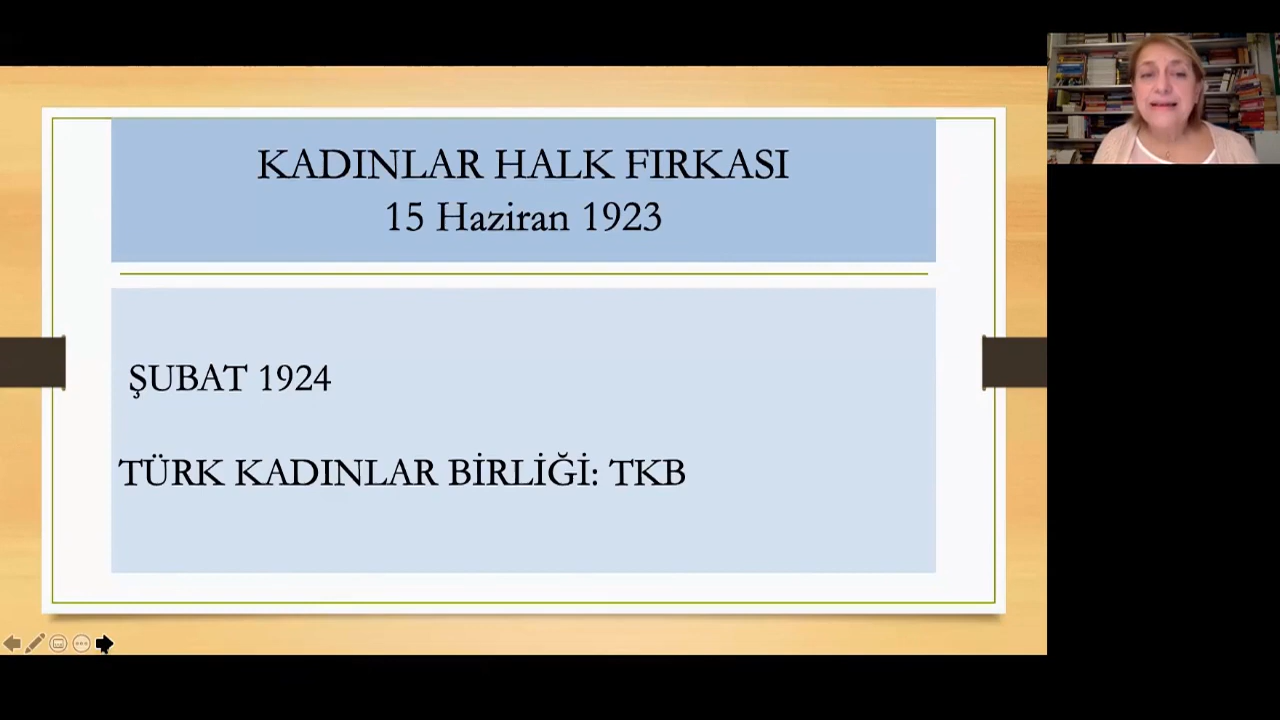 KADINLAR HALK FIRKASI
15 Haziran 1923
ŞUBAT 1924
TÜRK KADINLAR BİRLİĞİ: TKB